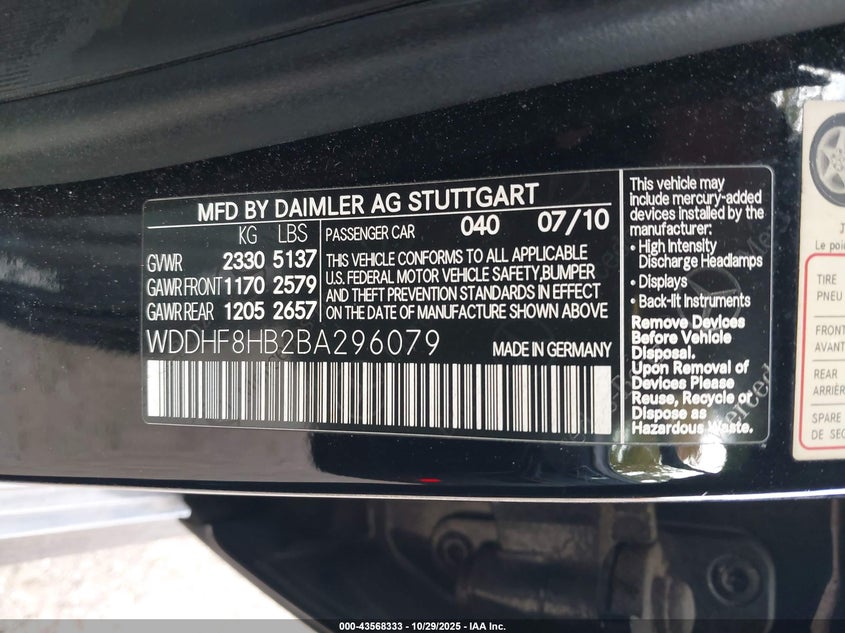 MFD BY DAIMLER AG STUTTGART
KG LBS
GVWR 2330 5137
GAWR FRONT 1170 2579
GAWR REAR 1205 2657
PASSENGER CAR 040 07/10
THIS VEHICLE CONFORMS TO ALL APPLICABLE
U.S. FEDERAL MOTOR VEHICLE SAFETY,BUMPER
AND THEFT PREVENTION STANDARDS IN EFFECT
ON THE DATE OF MANUFACTURE SHOWN ABOVE
WDDHF8HB2BA296079
MADE IN GERMANY
This vehicle may
include mercury-added
devices installed by the
manufacturer:
• High Intensity
Discharge Headlamps
• Displays
• Back-lit Instruments
Remove Devices
Before Vehicle
Disposal.
Upon Removal of
Devices Please
Reuse, Recycle or
Dispose as
Hazardous Waste.
Le poi
TIRE
PNEU
FRONT
AVANT
REAR
ARRIÈR
SPARE
DE SEC
000-43568333 / 10/29/2025 - IAA Inc.